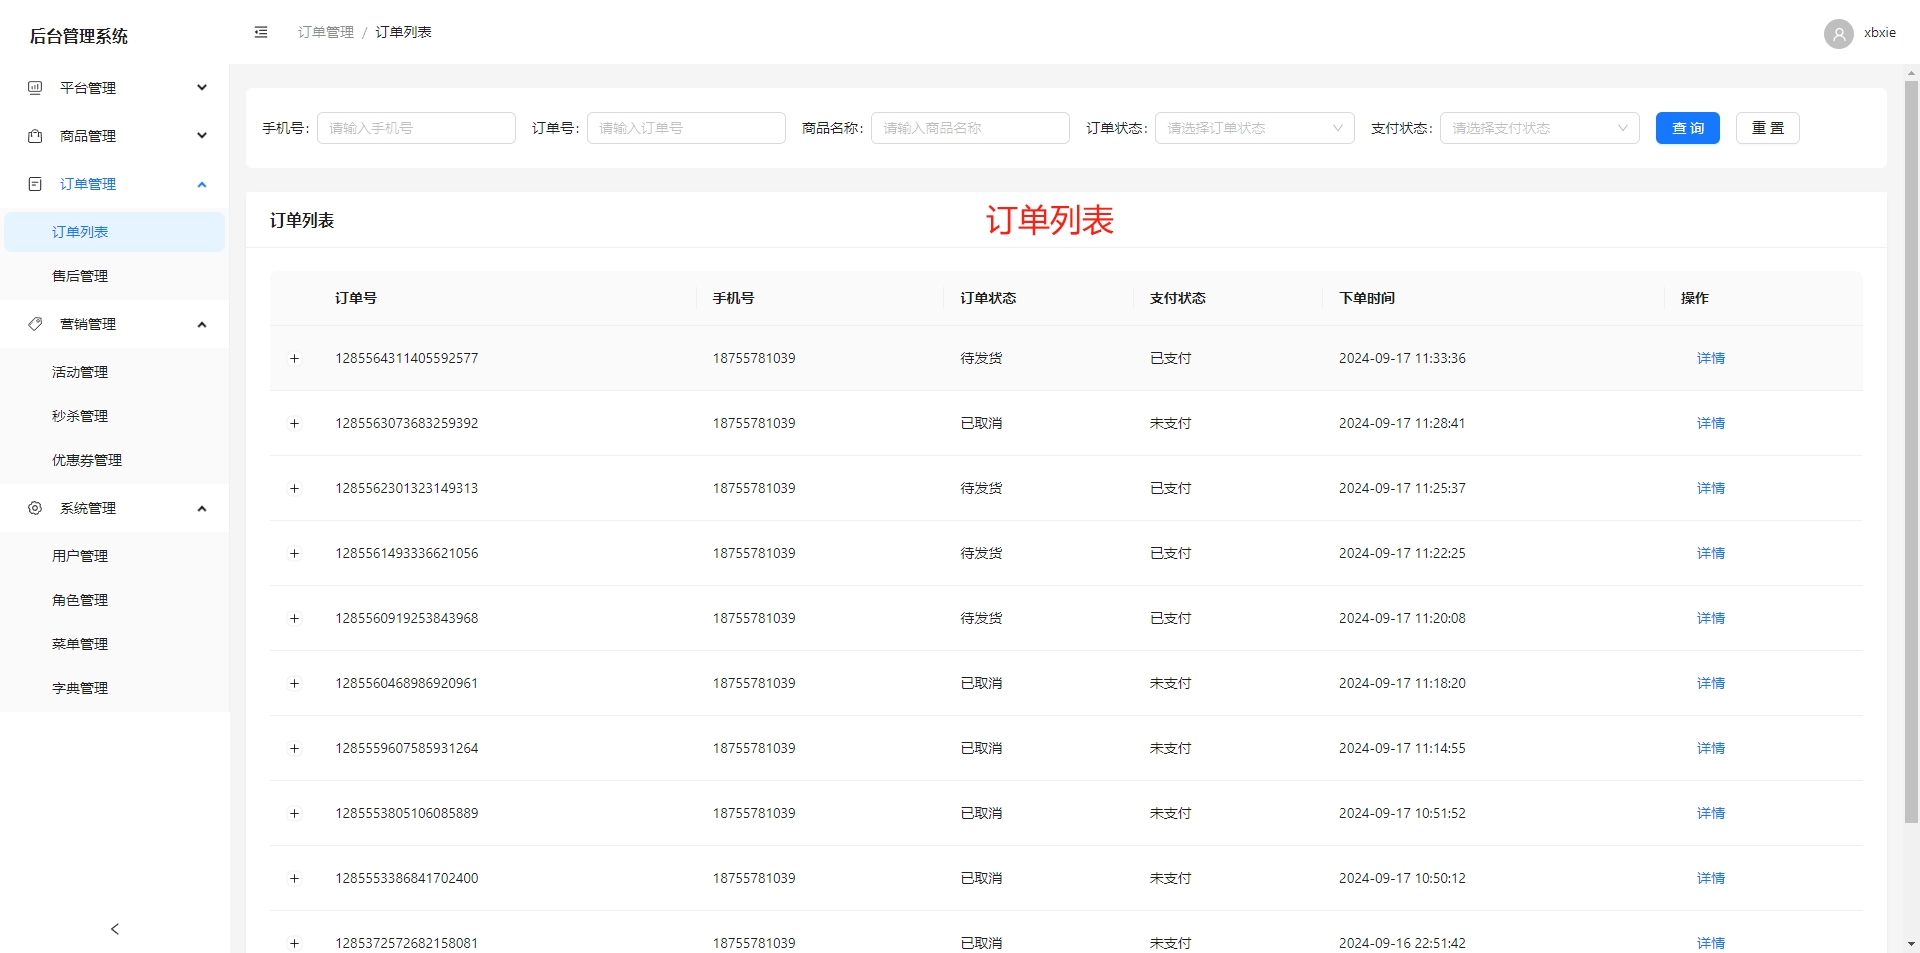 后台管理系统
订单管理 / 订单列表
xbxie
平台管理
商品管理
订单管理
订单列表
售后管理
营销管理
活动管理
秒杀管理
优惠券管理
系统管理
用户管理
角色管理
菜单管理
字典管理
手机号: 请输入手机号 订单号: 请输入订单号 商品名称: 请输入商品名称 订单状态: 请选择订单状态 支付状态: 请选择支付状态 查 询 重 置
订单列表
订单列表
订单号 手机号 订单状态 支付状态 下单时间 操作
1285564311405592577 18755781039 待发货 已支付 2024-09-17 11:33:36 详情
1285563073683259392 18755781039 已取消 未支付 2024-09-17 11:28:41 详情
1285562301323149313 18755781039 待发货 已支付 2024-09-17 11:25:37 详情
1285561493336621056 18755781039 待发货 已支付 2024-09-17 11:22:25 详情
1285560919253843968 18755781039 待发货 已支付 2024-09-17 11:20:08 详情
1285560468986920961 18755781039 已取消 未支付 2024-09-17 11:18:20 详情
1285559607585931264 18755781039 已取消 未支付 2024-09-17 11:14:55 详情
1285553805106085889 18755781039 已取消 未支付 2024-09-17 10:51:52 详情
1285553386841702400 18755781039 已取消 未支付 2024-09-17 10:50:12 详情
1285372572682158081 18755781039 已取消 未支付 2024-09-16 22:51:42 详情